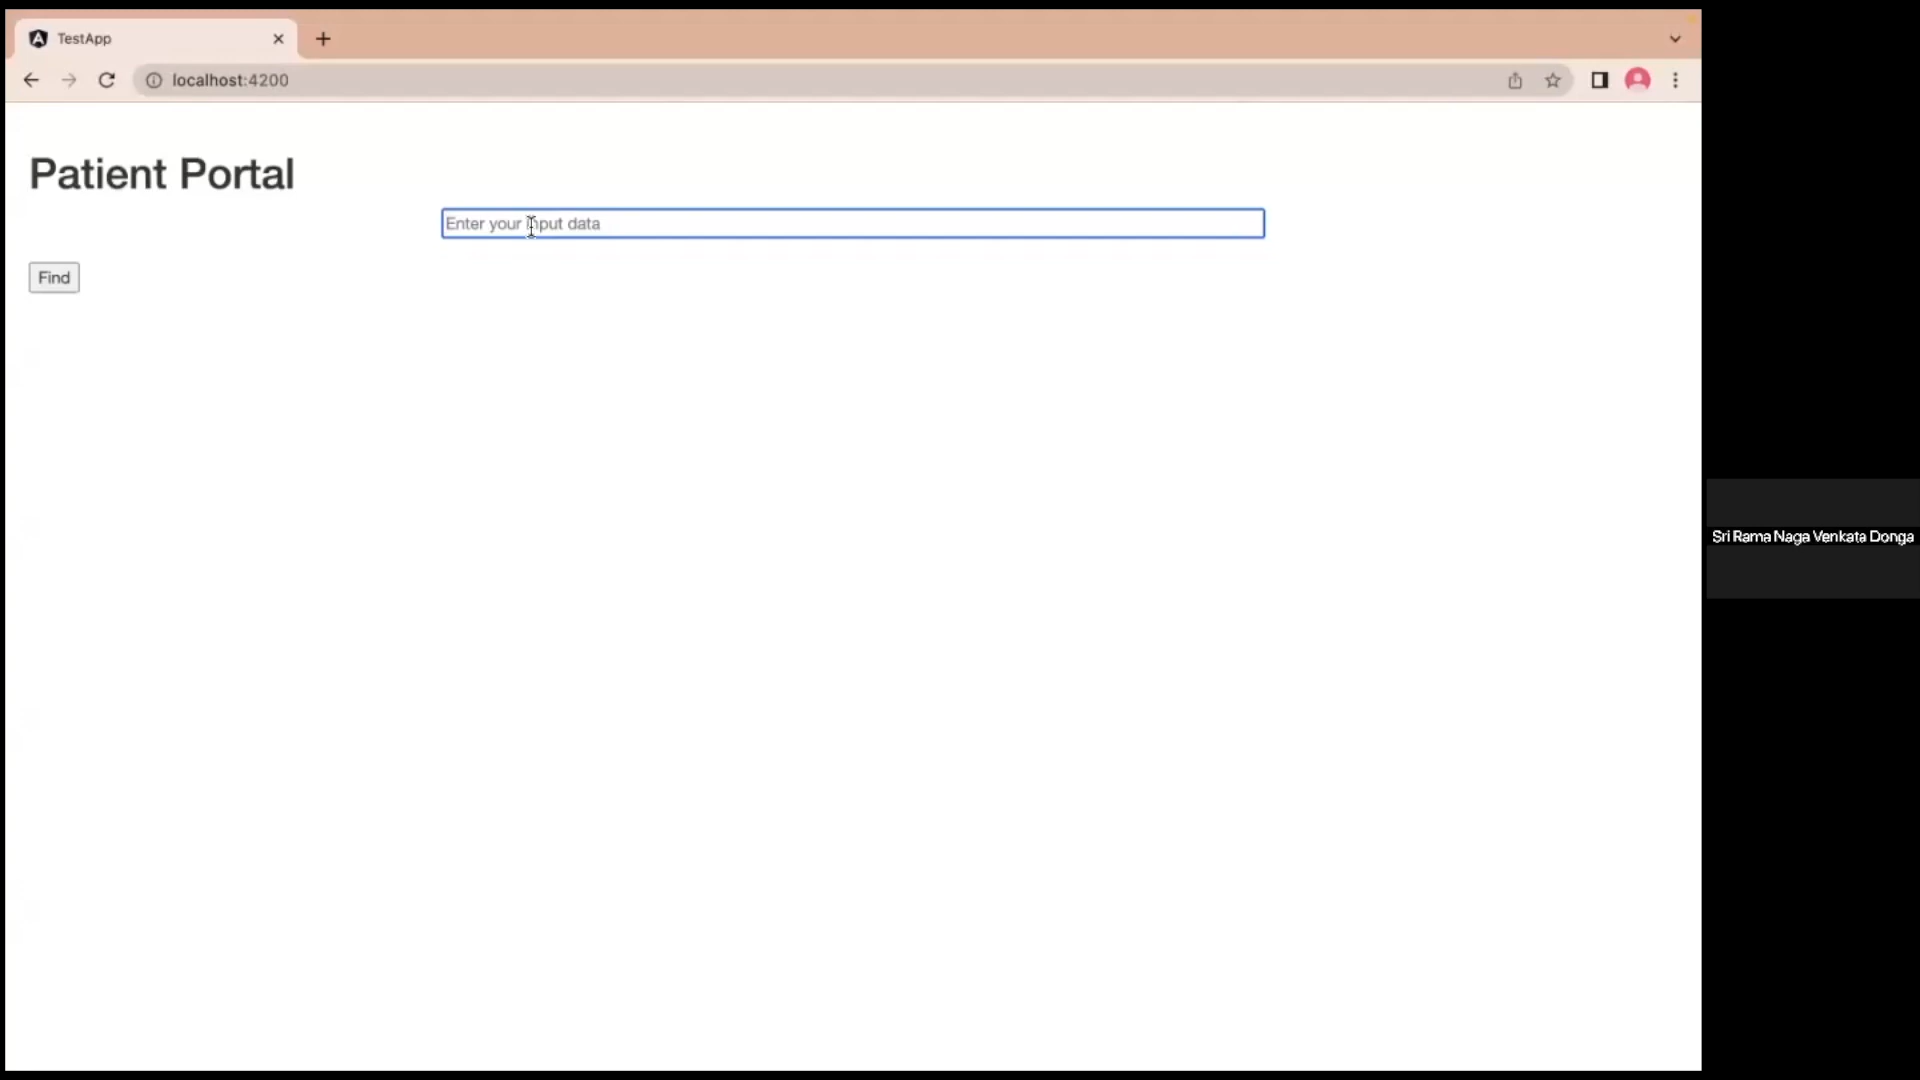 TestApp
localhost:4200
Patient Portal
Enter your input data
Find
Sri Rama Naga Venkata Donga